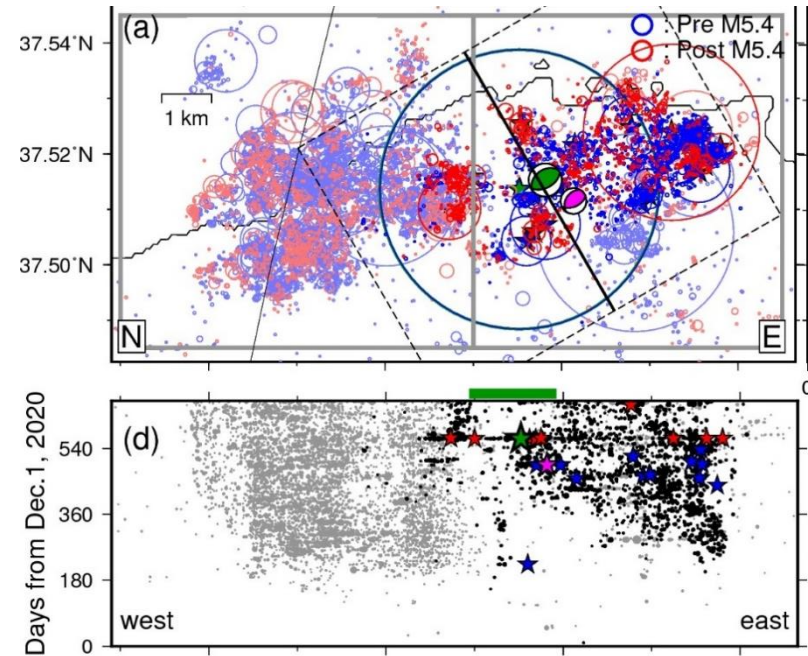 (a)
: Pre M5.4
: Post M5.4
37.54°N
1 km
37.52°N
37.50°N
N
E
(d)
Days from Dec.1, 2020
540
360
180
0
west
east